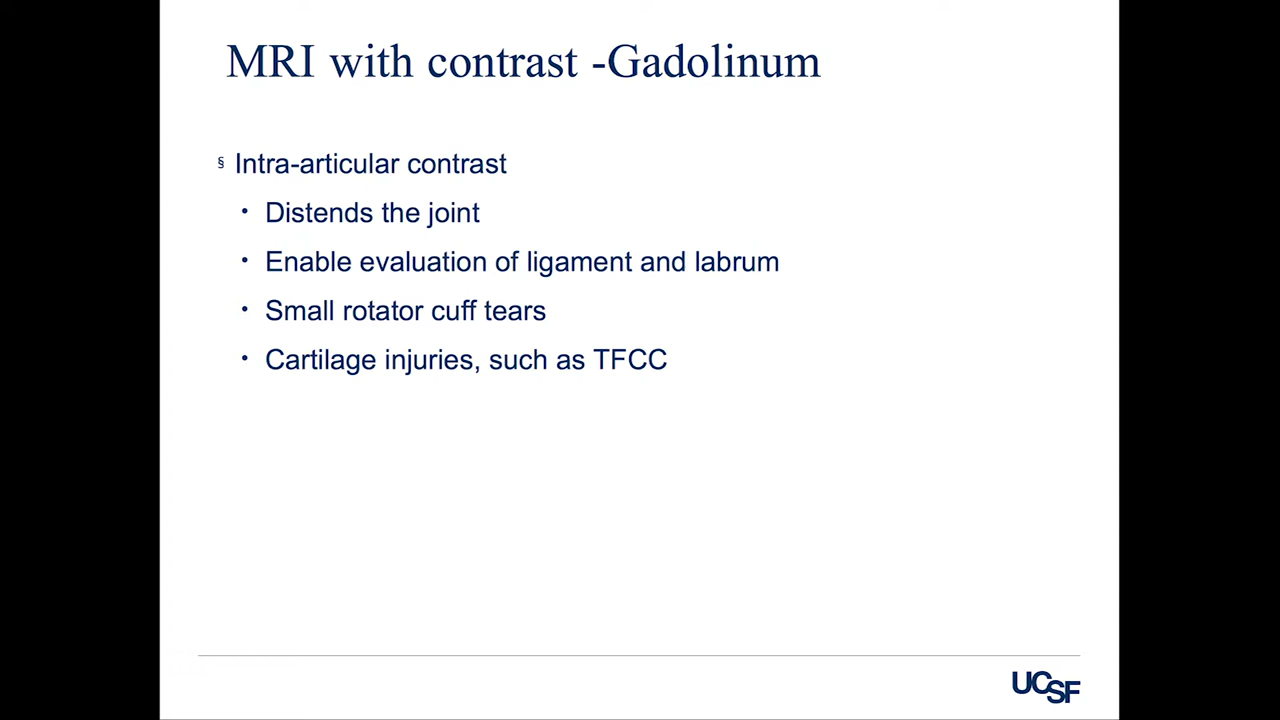 MRI with contrast -Gadolinum
§ Intra-articular contrast
• Distends the joint
• Enable evaluation of ligament and labrum
• Small rotator cuff tears
• Cartilage injuries, such as TFCC
UCSF